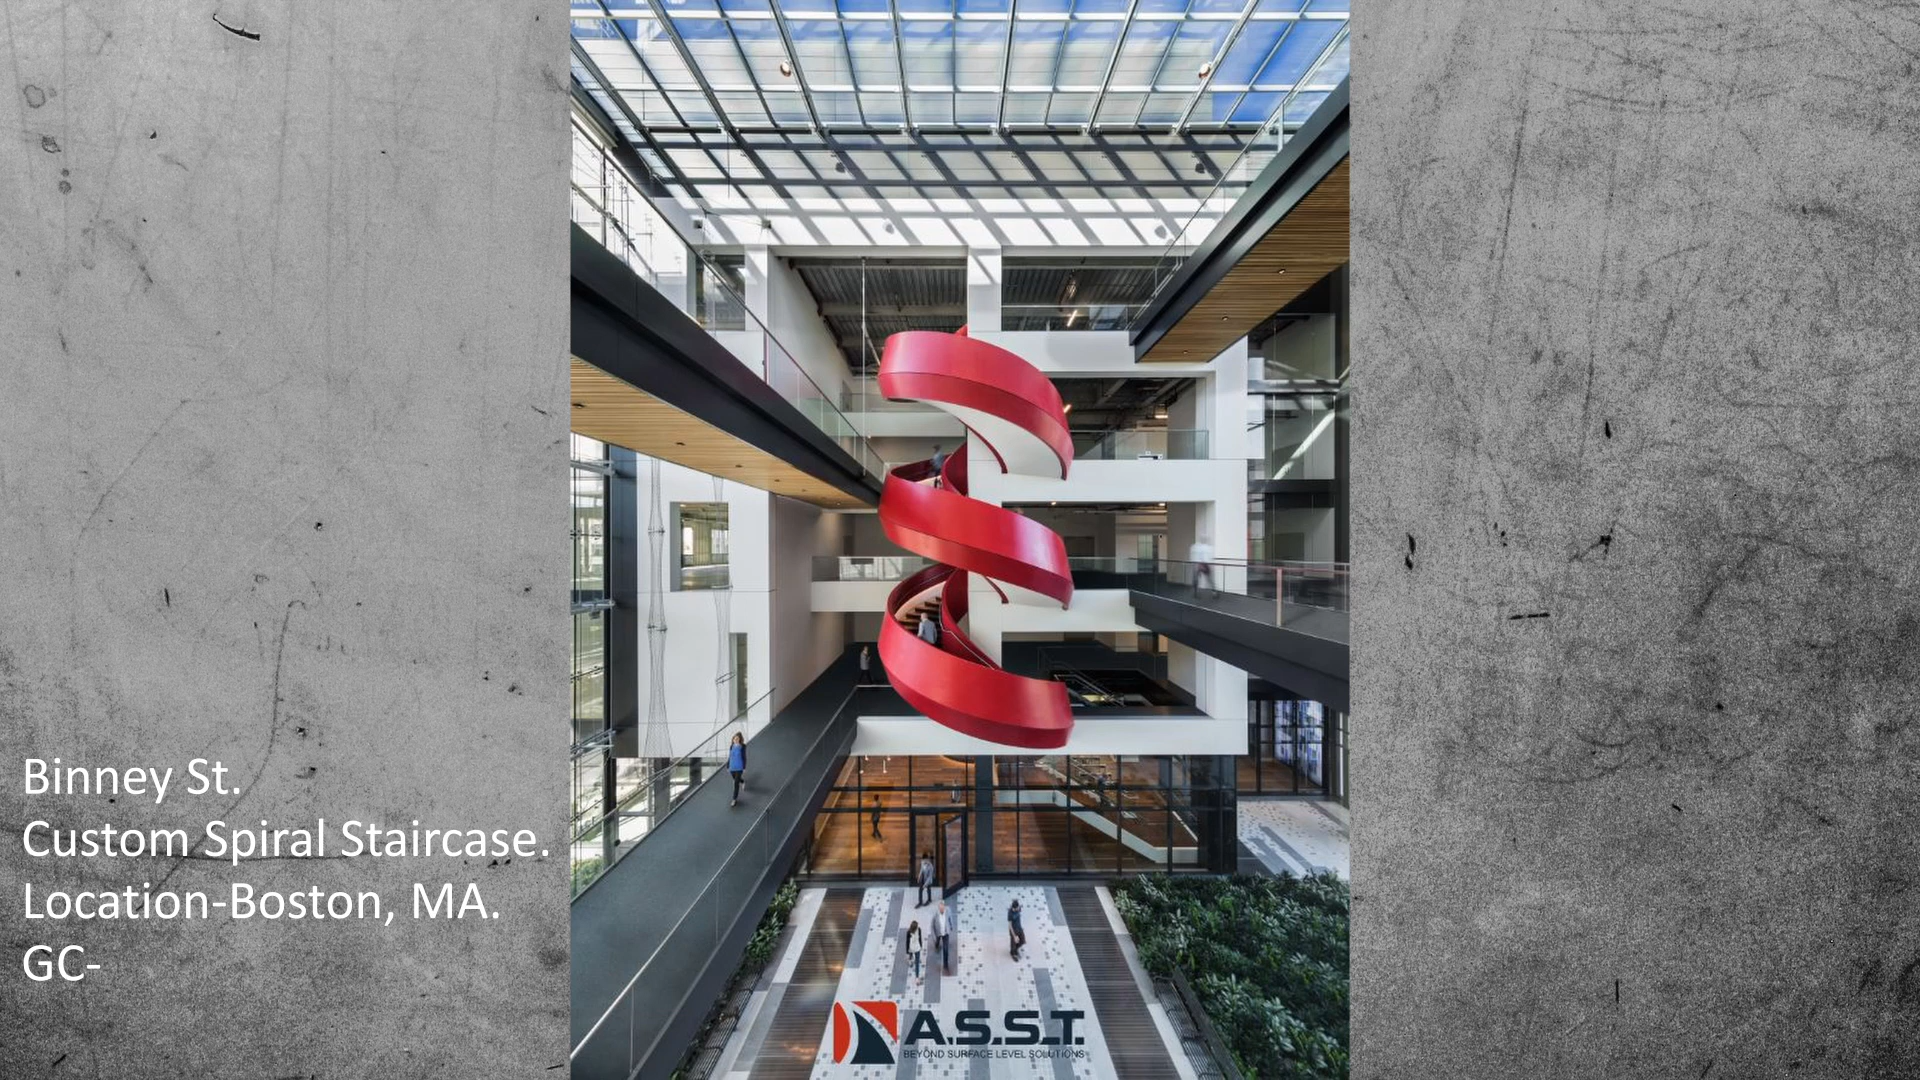 Binney St.
Custom Spiral Staircase.
Location-Boston, MA.
GC-
A.S.S.T.
BEYOND SURFACE LEVEL SOLUTIONS